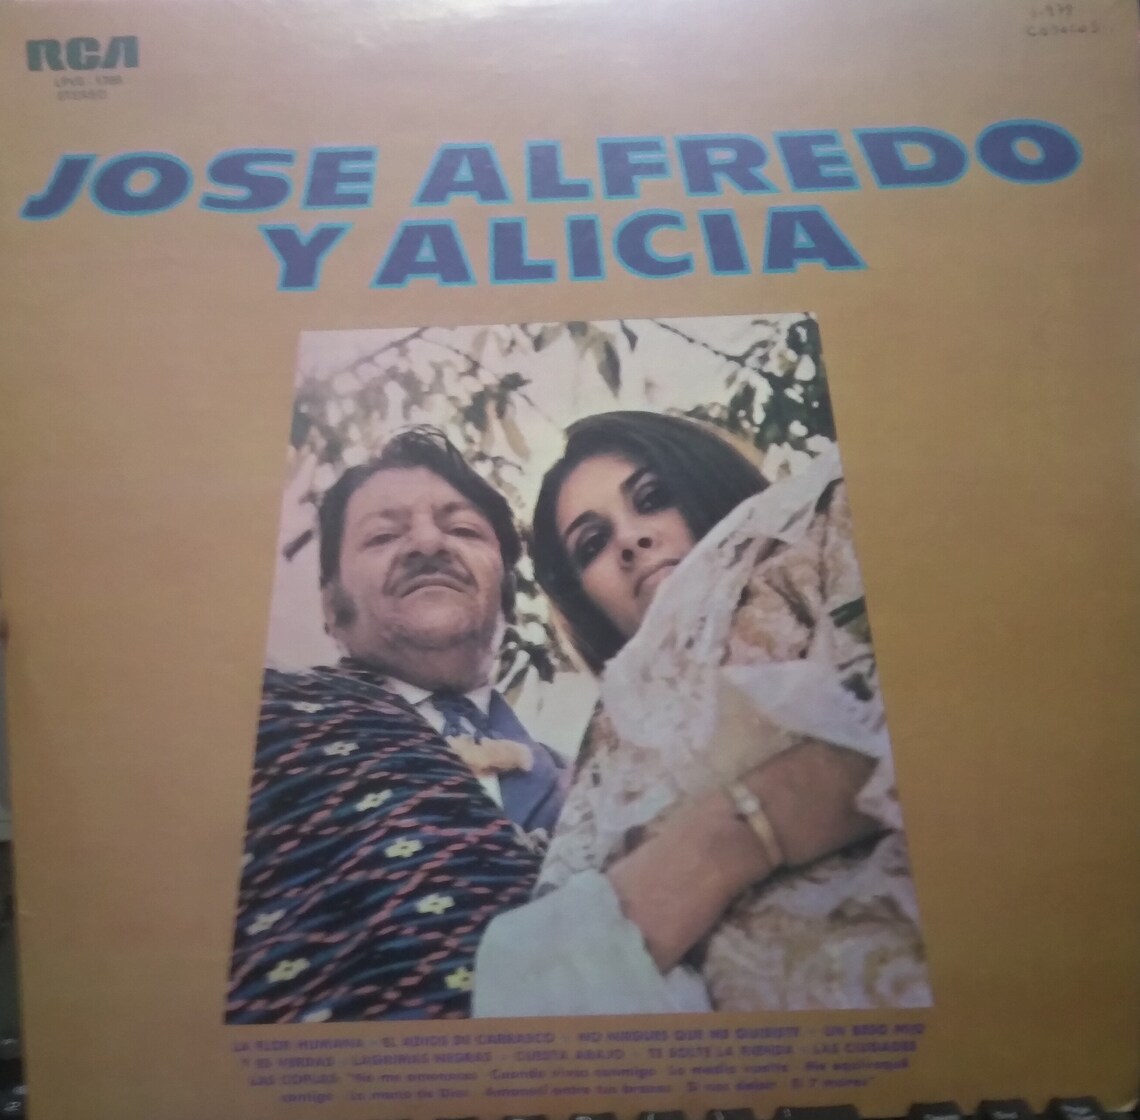 RCA
STEREO
JOSE ALFREDO
Y ALICIA
LA FLOR HUMANA - EL ADIOS DE CARRASCO - NO NIEGUES QUE ME QUISISTE - UN BESO MIO
Y ES VERDAD - LAGRIMAS NEGRAS - CUESTA ABAJO - TE SOLTE LA RIENDA - LAS CIUDADES
LAS COPLAS: "No me amenaces - Cuando vivas conmigo - La media vuelta - Me equivoqué
contigo - La mano de Dios - Amanecí entre tus brazos - Si nos dejan - El 7 mares"